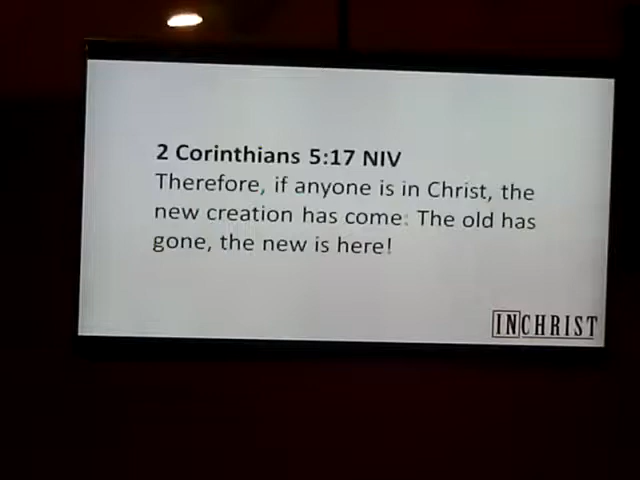 2 Corinthians 5:17 NIV
Therefore, if anyone is in Christ, the
new creation has come: The old has
gone, the new is here!
INCHRIST